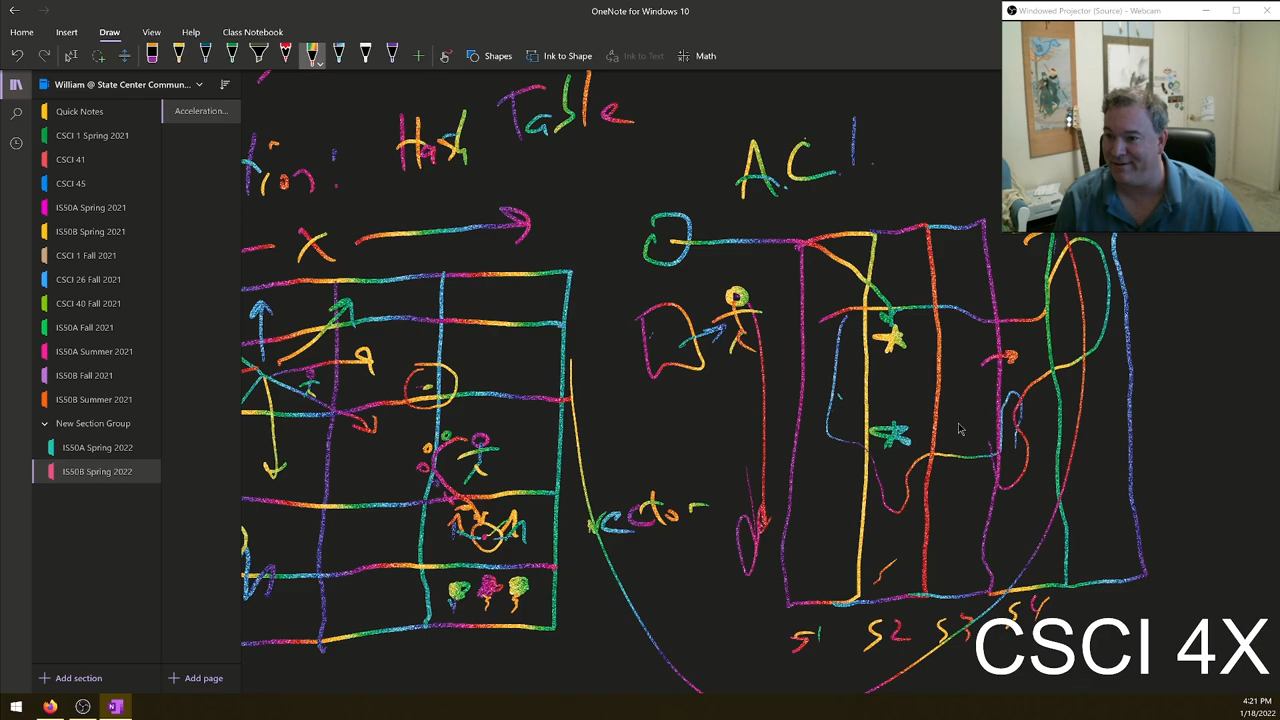 OneNote for Windows 10
Windowed Projector (Source) - Webcam
Home Insert Draw View Help Class Notebook
Shapes Ink to Shape Ink to Text Math
William @ State Center Commun...
Acceleration...
Quick Notes
CSCI 1 Spring 2021
CSCI 41
CSCI 45
IS50A Spring 2021
IS50B Spring 2021
CSCI 1 Fall 2021
CSCI 26 Fall 2021
CSCI 40 Fall 2021
IS50A Fall 2021
IS50A Summer 2021
IS50B Fall 2021
IS50B Summer 2021
New Section Group
IS50A Spring 2022
IS50B Spring 2022
Add section
Add page
Hash Table
tion:
AC1
X
S1 S2 S3 S4
CSCI 4X
4:21 PM
1/18/2022